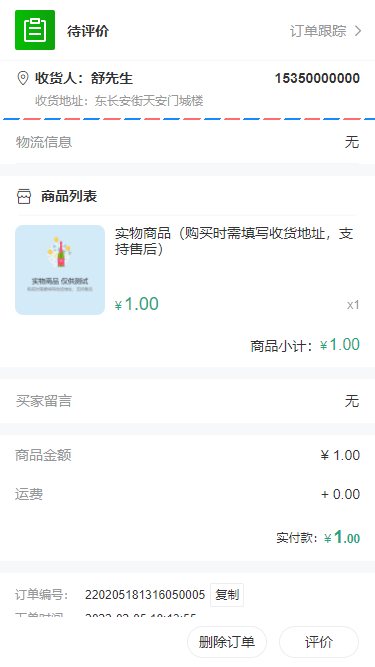 待评价
订单跟踪
收货人：舒先生
15350000000
收货地址：东长安街天安门城楼
物流信息
无
商品列表
实物商品（购买时需填写收货地址，支
持售后）
实物商品 仅供测试
¥1.00
x1
商品小计：¥1.00
买家留言
无
商品金额
¥ 1.00
运费
+ 0.00
实付款：¥1.00
订单编号：
220205181316050005
复制
删除订单
评价